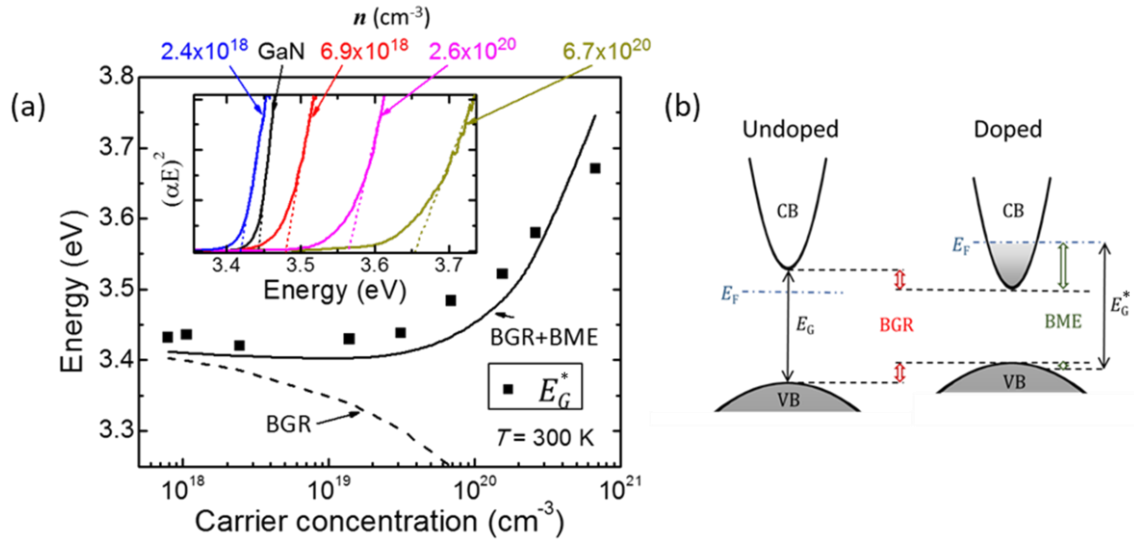 n (cm-3)
2.4x10^18 GaN 6.9x10^18 2.6x10^20 6.7x10^20
(a)
3.8
3.7
3.6
3.5
3.4
3.3
Energy (eV)
(αE)^2
3.4 3.5 3.6 3.7
Energy (eV)
BGR+BME
E*G
BGR
T = 300 K
10^18 10^19 10^20 10^21
Carrier concentration (cm-3)
(b)
Undoped Doped
CB CB
EF
EF
EG
BGR
BME
E*G
VB
VB